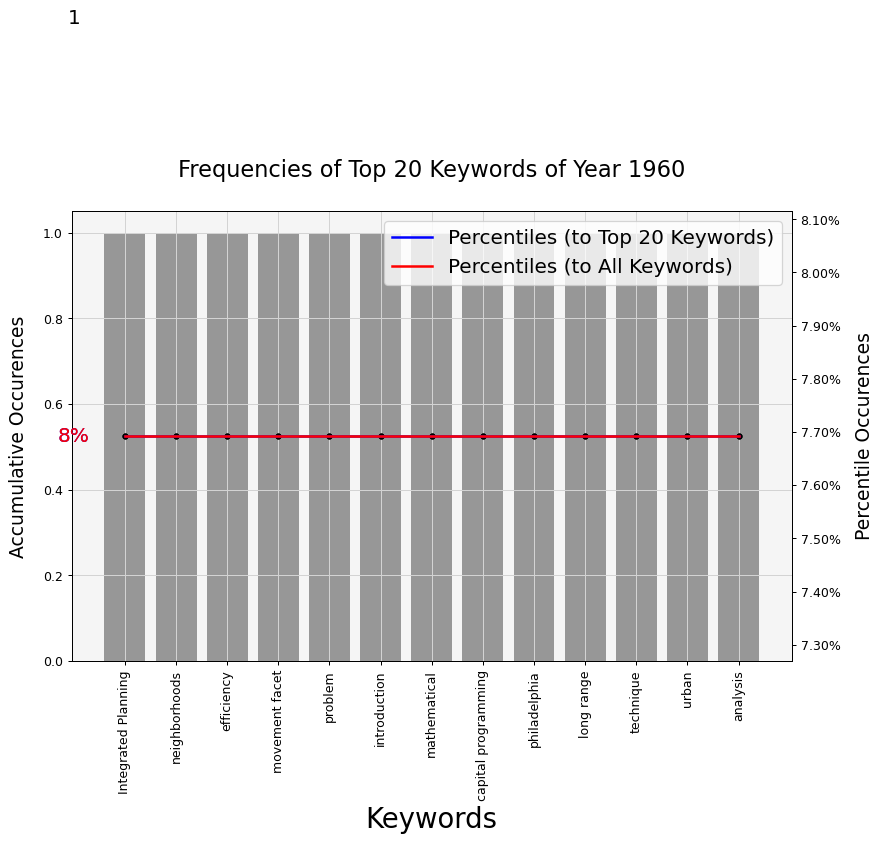 1
Frequencies of Top 20 Keywords of Year 1960
Percentiles (to Top 20 Keywords)
Percentiles (to All Keywords)
Accumulative Occurences
1.0
0.8
0.6
0.4
0.2
0.0
8%
8.10%
8.00%
7.90%
7.80%
7.70%
7.60%
7.50%
7.40%
7.30%
Percentile Occurences
Integrated Planning
neighborhoods
efficiency
movement facet
problem
introduction
mathematical
capital programming
philadelphia
long range
technique
urban
analysis
Keywords